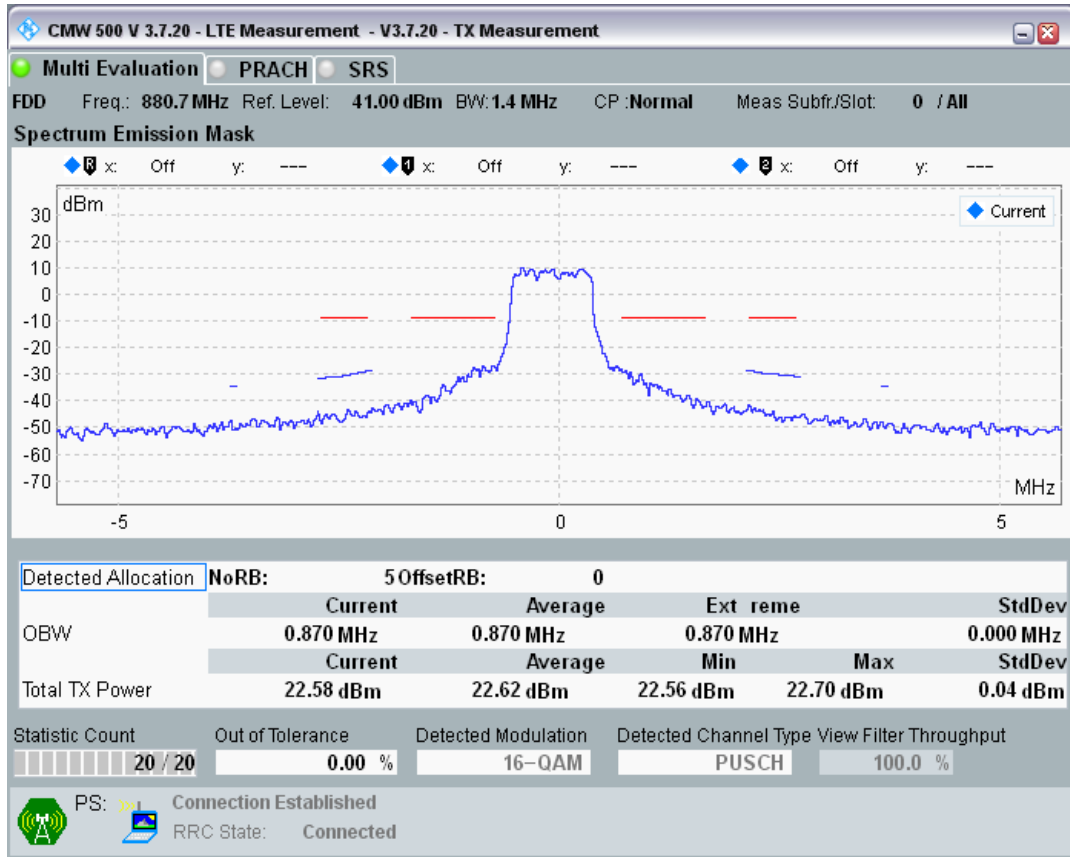 CMW 500 V 3.7.20 - LTE Measurement - V3.7.20 - TX Measurement
Multi Evaluation PRACH SRS
FDD Freq.: 880.7 MHz Ref. Level: 41.00 dBm BW: 1.4 MHz CP :Normal Meas Subfr./Slot: 0 / All
Spectrum Emission Mask
R x: Off y: --- 1 x: Off y: --- 2 x: Off y: ---
dBm
Current
30
20
10
0
-10
-20
-30
-40
-50
-60
-70
MHz
-5 0 5
Detected Allocation NoRB: 5 OffsetRB: 0
Current Average Ext reme StdDev
OBW 0.870 MHz 0.870 MHz 0.870 MHz 0.000 MHz
Current Average Min Max StdDev
Total TX Power 22.58 dBm 22.62 dBm 22.56 dBm 22.70 dBm 0.04 dBm
Statistic Count Out of Tolerance Detected Modulation Detected Channel Type View Filter Throughput
20 / 20 0.00 % 16-QAM PUSCH 100.0 %
PS: Connection Established
RRC State: Connected